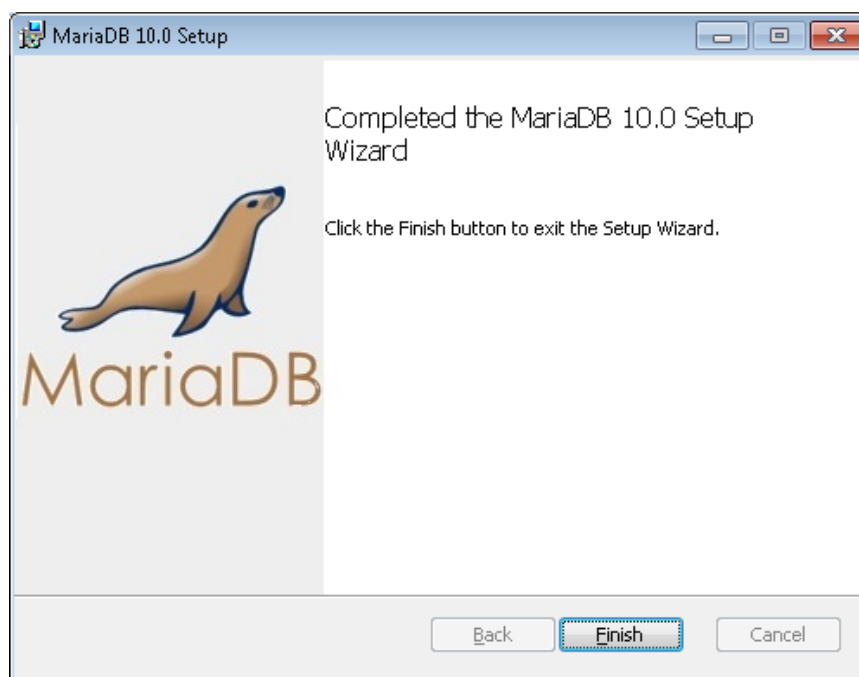 MariaDB 10.0 Setup
Completed the MariaDB 10.0 Setup
Wizard
Click the Finish button to exit the Setup Wizard.
MariaDB
Back
Finish
Cancel